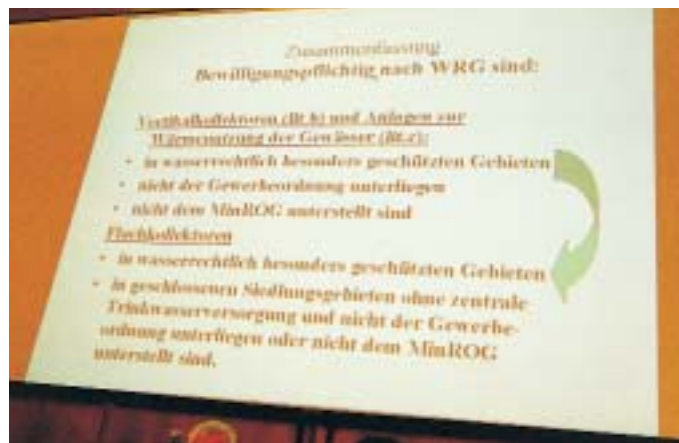 Zusammenfassung
Bewilligungspflichtig nach WRG sind:
Vertikalkollektoren (lit.b) und Anlagen zur
Wärmenutzung der Gewässer (lit.c):
• in wasserrechtlich besonders geschützten Gebieten
• nicht der Gewerbeordnung unterliegen
• nicht dem MinROG unterstellt sind
Flachkollektoren
• in wasserrechtlich besonders geschützten Gebieten
• in geschlossenen Siedlungsgebieten ohne zentrale
Trinkwasserversorgung und nicht der Gewerbe-
ordnung unterliegen oder nicht dem MinROG
unterstellt sind.